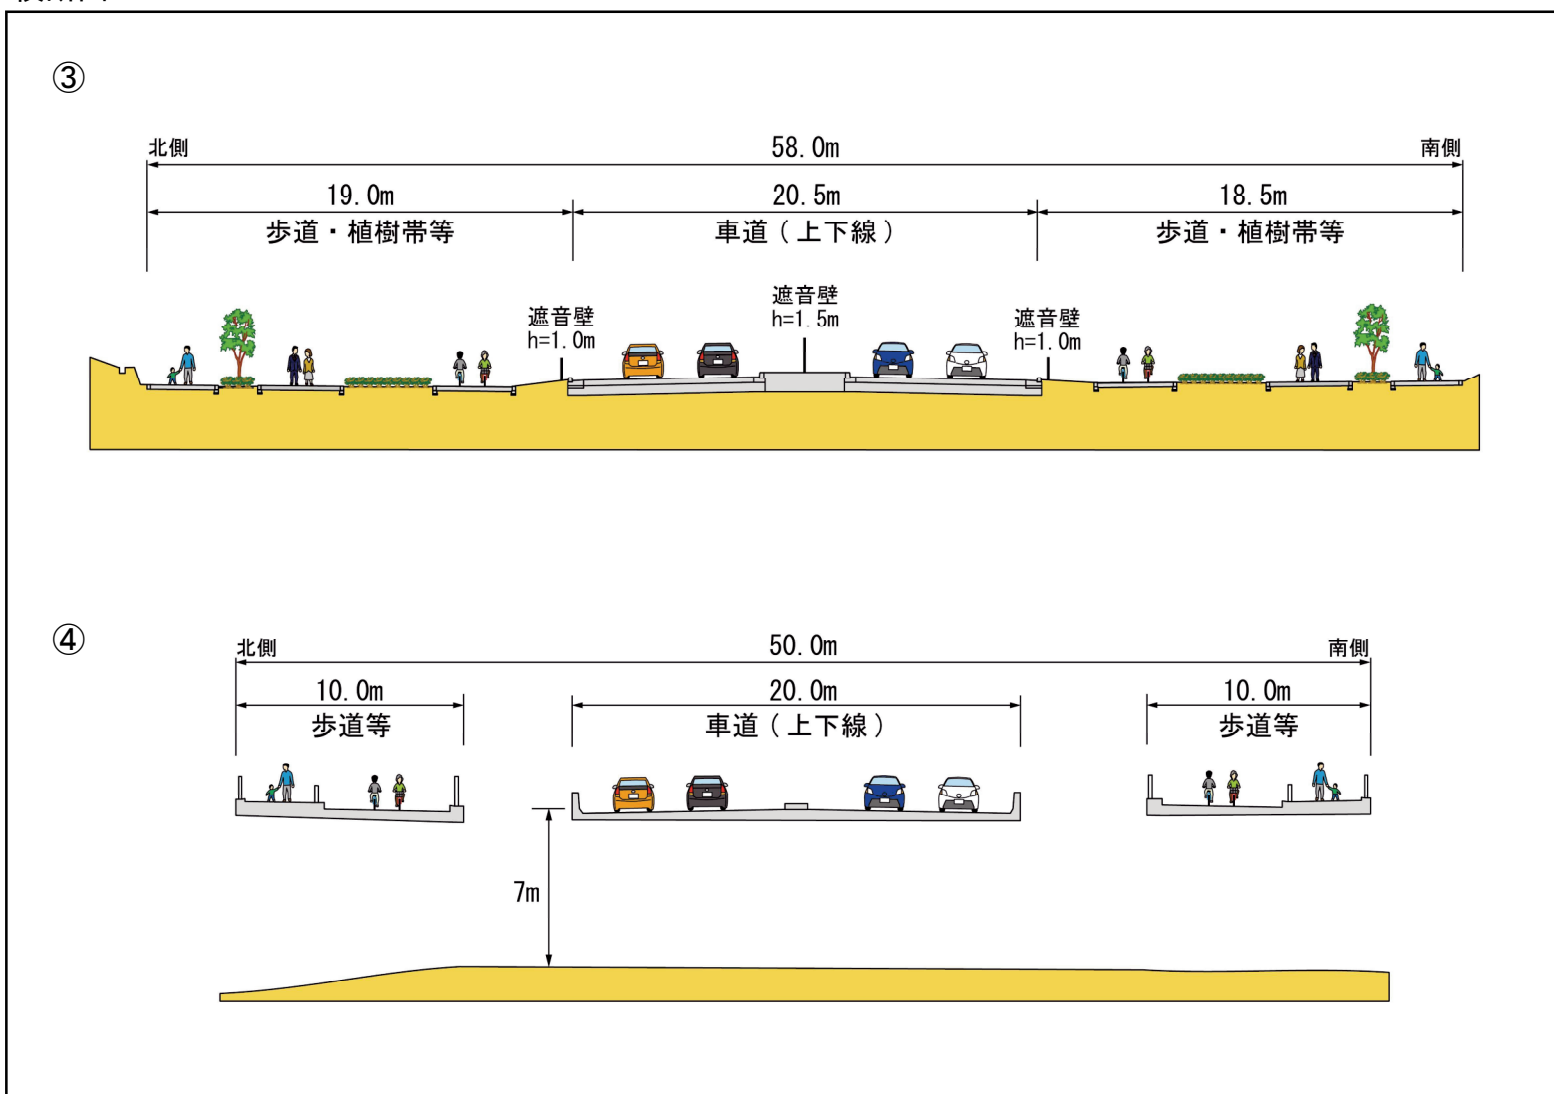 ③
北側
58.0m
南側
19.0m
20.5m
18.5m
歩道・植樹帯等
車道(上下線)
歩道・植樹帯等
遮音壁
h=1.0m
遮音壁
h=1.5m
遮音壁
h=1.0m
④
北側
50.0m
南側
10.0m
20.0m
10.0m
歩道等
車道(上下線)
歩道等
7m